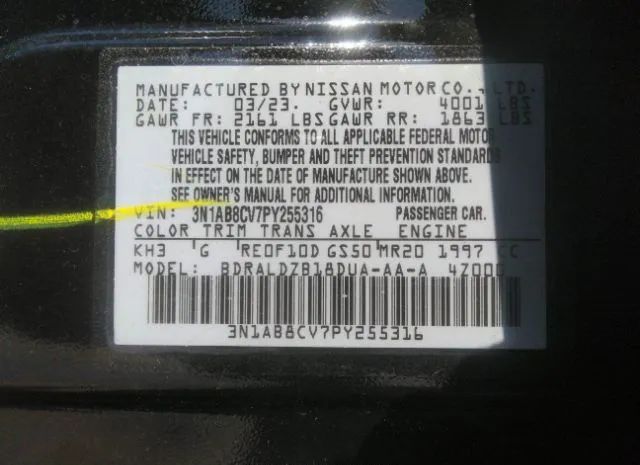 MANUFACTURED BY NISSAN MOTOR CO., LTD.
DATE: 03/23. GVWR: 4001 LBS
GAWR FR: 2161 LBS GAWR RR: 1863 LBS
THIS VEHICLE CONFORMS TO ALL APPLICABLE FEDERAL MOTOR
VEHICLE SAFETY, BUMPER AND THEFT PREVENTION STANDARDS
IN EFFECT ON THE DATE OF MANUFACTURE SHOWN ABOVE.
SEE OWNER'S MANUAL FOR ADDITIONAL INFORMATION.
VIN: 3N1AB8CV7PY255316 PASSENGER CAR.
COLOR TRIM TRANS AXLE ENGINE
KH3 G RE0F10D GS50 MR20 1997 CC
MODEL: BDRALDZB18DUA-AA-A 4Z000
3N1AB8CV7PY255316